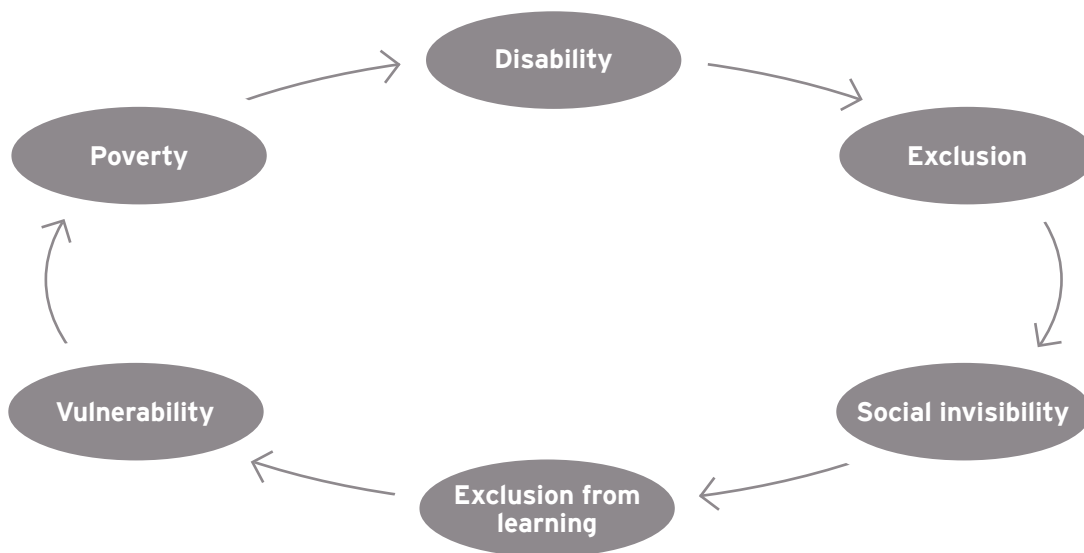 Disability
Poverty
Exclusion
Vulnerability
Social invisibility
Exclusion from
learning